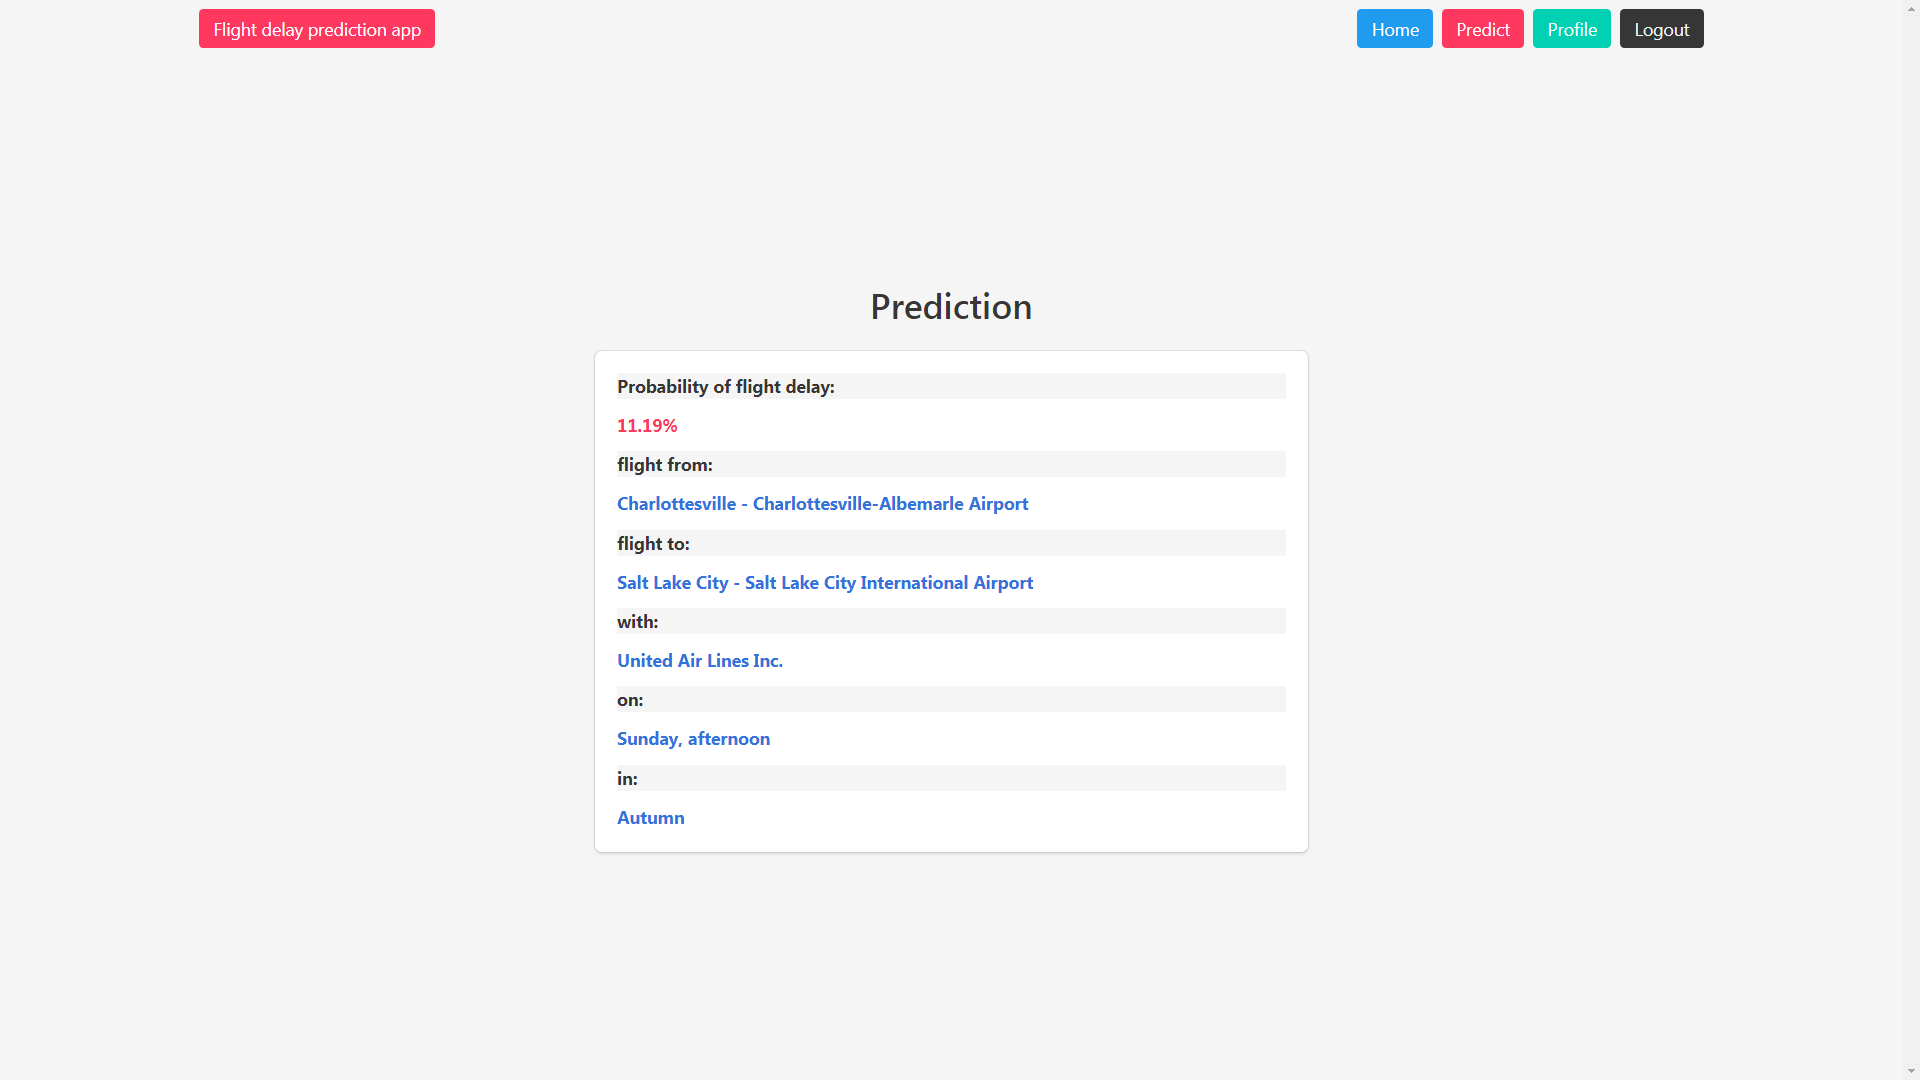 Flight delay prediction app
Home
Predict
Profile
Logout
Prediction
Probability of flight delay:
11.19%
flight from:
Charlottesville - Charlottesville-Albemarle Airport
flight to:
Salt Lake City - Salt Lake City International Airport
with:
United Air Lines Inc.
on:
Sunday, afternoon
in:
Autumn